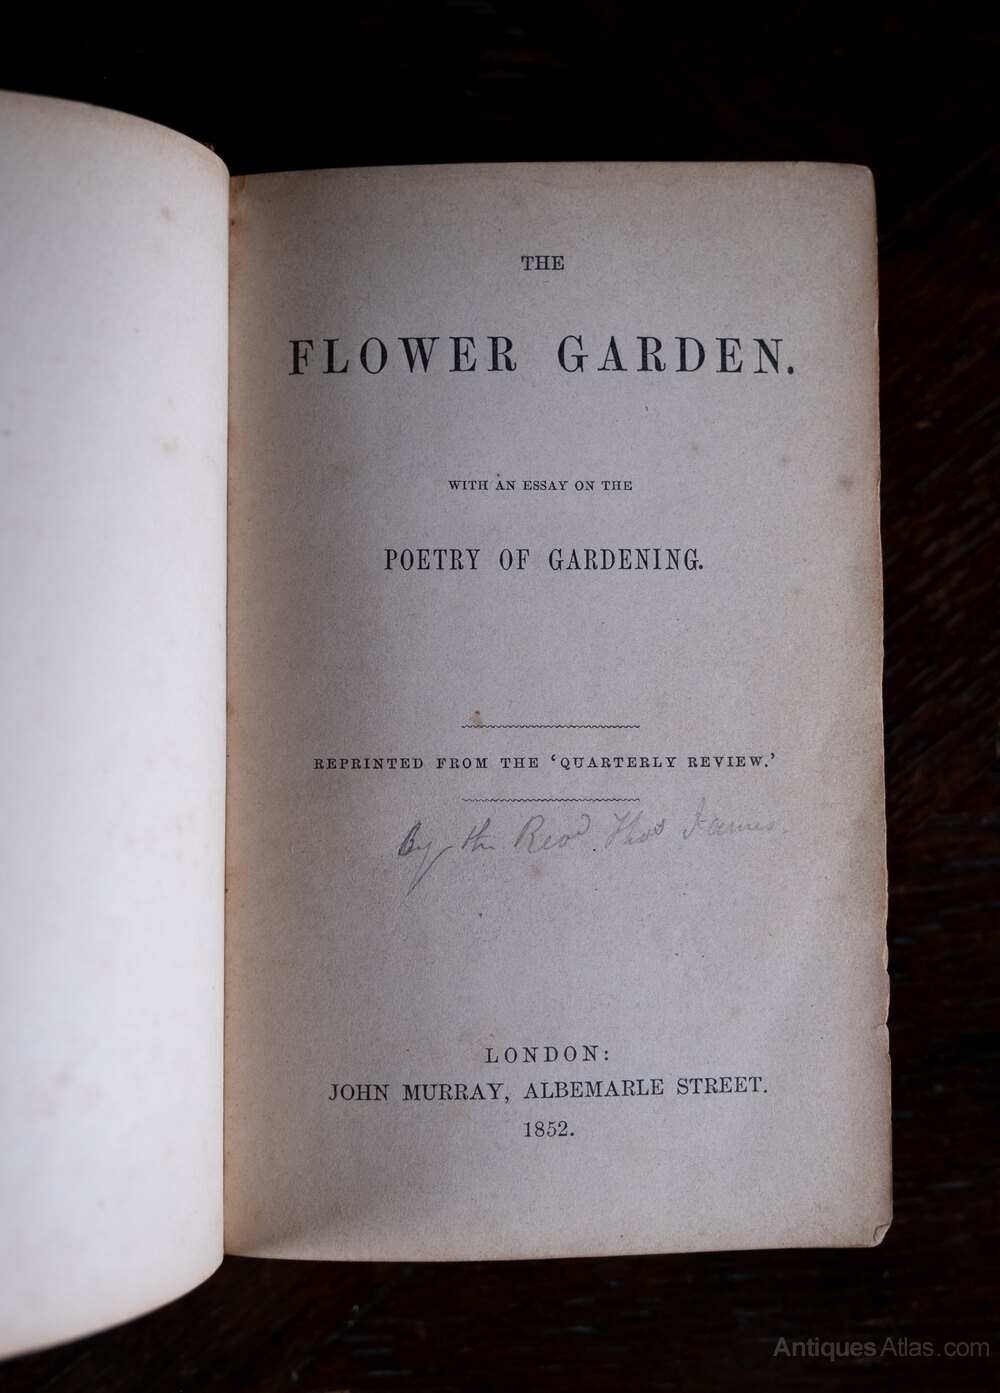 THE
FLOWER GARDEN.
WITH AN ESSAY ON THE
POETRY OF GARDENING.
REPRINTED FROM THE ‘QUARTERLY REVIEW.’
By the Revd. Thos James.
LONDON:
JOHN MURRAY, ALBEMARLE STREET.
1852.
AntiquesAtlas.com